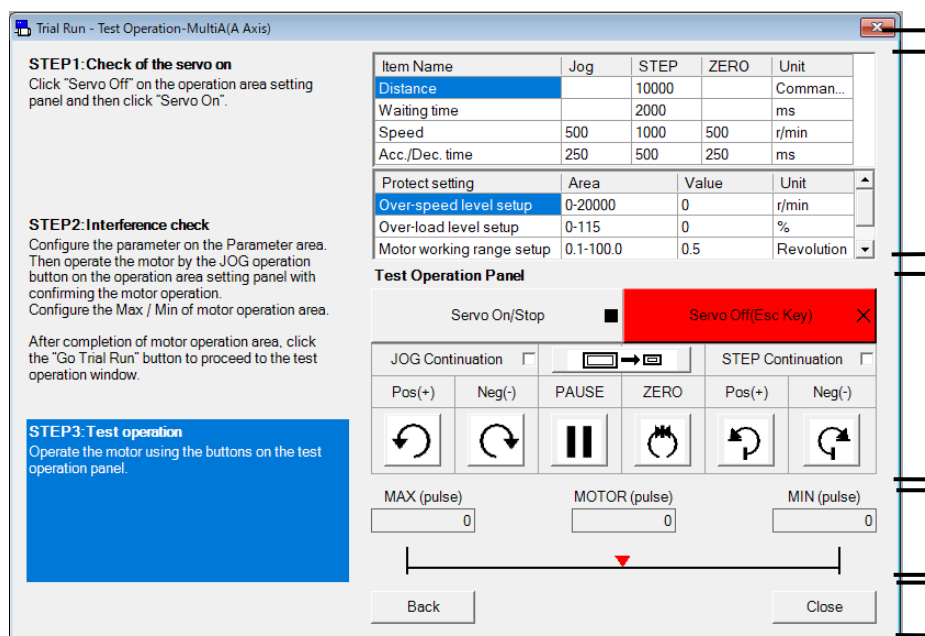 Trial Run - Test Operation-MultiA(A Axis)
STEP1:Check of the servo on
Click "Servo Off" on the operation area setting
panel and then click "Servo On".
STEP2:Interference check
Configure the parameter on the Parameter area.
Then operate the motor by the JOG operation
button on the operation area setting panel with
confirming the motor operation.
Configure the Max / Min of motor operation area.
After completion of motor operation area, click
the "Go Trial Run" button to proceed to the test
operation window.
STEP3:Test operation
Operate the motor using the buttons on the test
operation panel.
Item Name Jog STEP ZERO Unit
Distance 10000 Comman...
Waiting time 2000 ms
Speed 500 1000 500 r/min
Acc./Dec. time 250 500 250 ms
Protect setting Area Value Unit
Over-speed level setup 0-20000 0 r/min
Over-load level setup 0-115 0 %
Motor working range setup 0.1-100.0 0.5 Revolution
Test Operation Panel
Servo On/Stop Servo Off(Esc Key)
JOG Continuation STEP Continuation
Pos(+) Neg(-) PAUSE ZERO Pos(+) Neg(-)
MAX (pulse) MOTOR (pulse) MIN (pulse)
0 0 0
Back Close